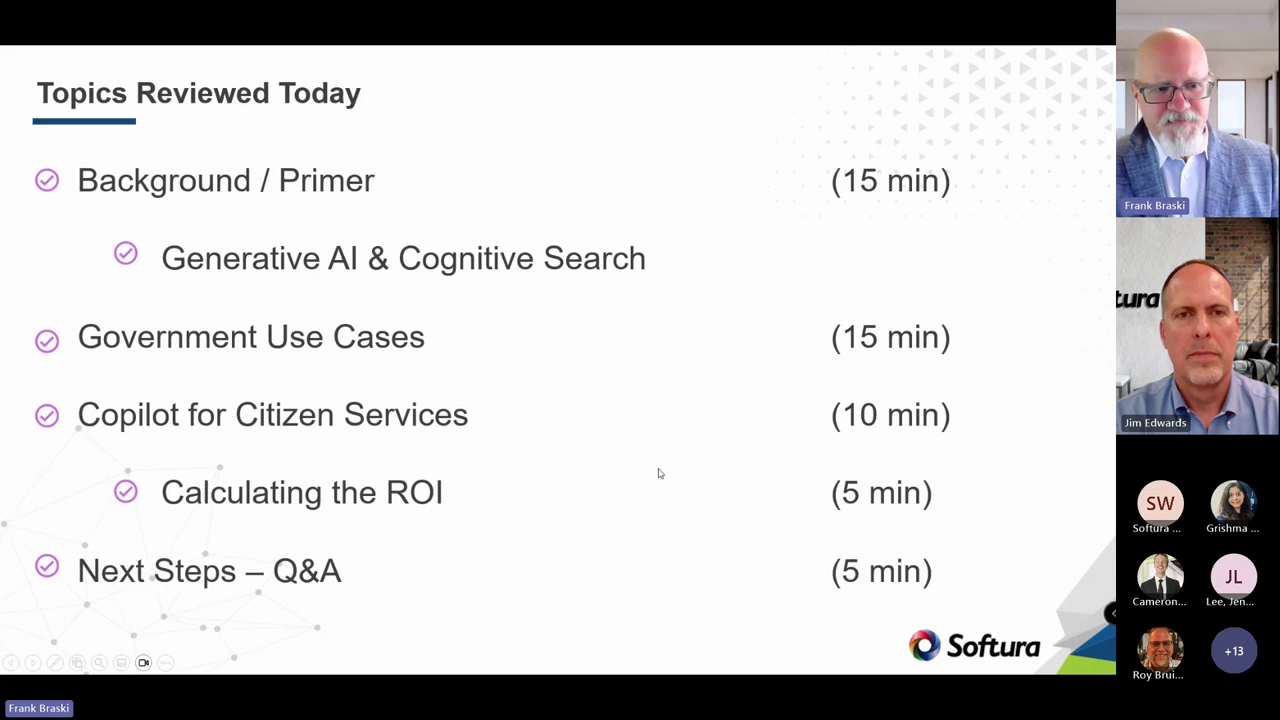 Topics Reviewed Today
Background / Primer (15 min)
Generative AI & Cognitive Search
Government Use Cases (15 min)
Copilot for Citizen Services (10 min)
Calculating the ROI (5 min)
Next Steps – Q&A (5 min)
Softura
Frank Braski
tura
Jim Edwards
SW
Softura ...
Grishma ...
Cameron...
JL
Lee, Jen...
Roy Brui...
+13
Frank Braski